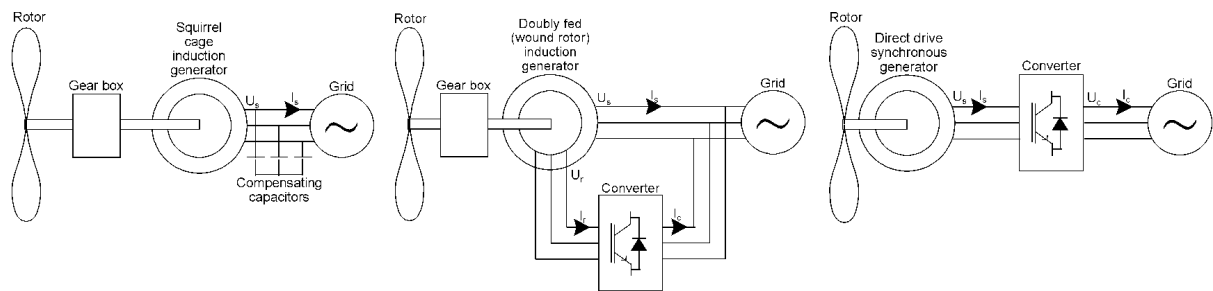 Rotor
Squirrel
cage
induction
generator
Gear box
Us
Is
Grid
Compensating
capacitors
Rotor
Doubly fed
(wound rotor)
induction
generator
Gear box
Us
Is
Grid
Ur
Converter
Ir
Ic
Rotor
Direct drive
synchronous
generator
Converter
Us
Is
Uc
Ic
Grid